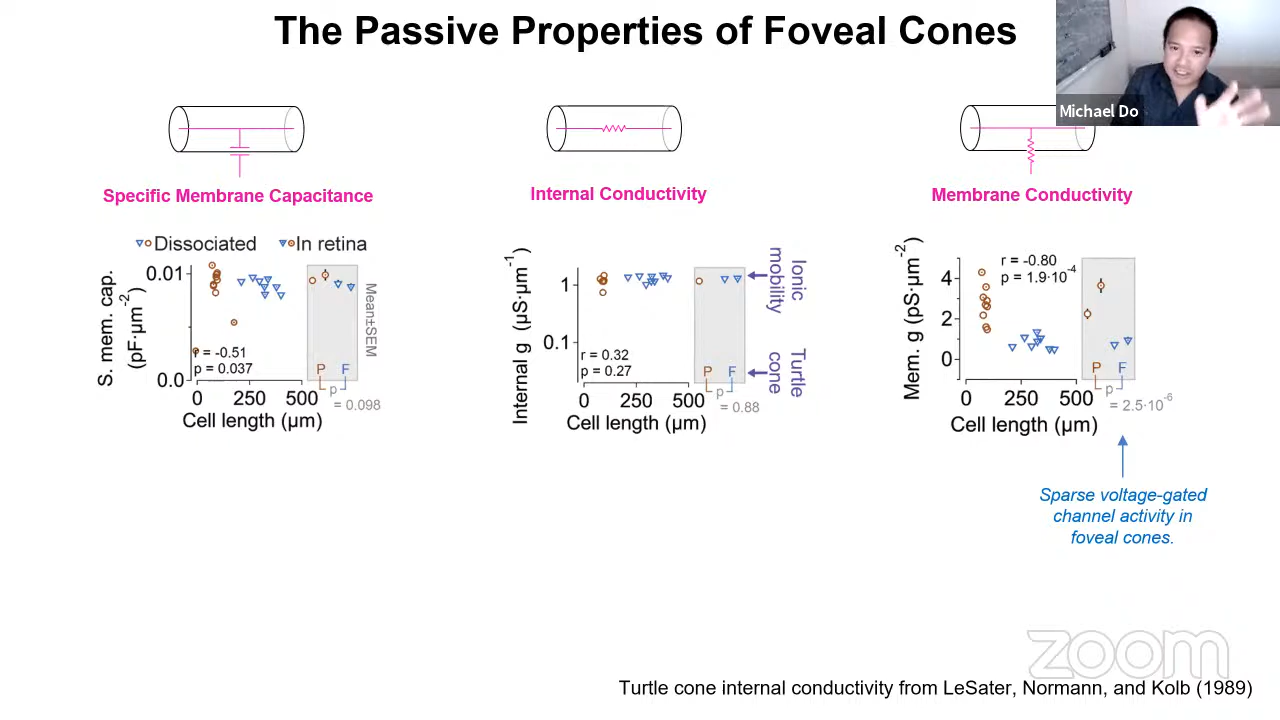 The Passive Properties of Foveal Cones
Michael Do
Specific Membrane Capacitance
Dissociated
In retina
S. mem. cap.
(pF·µm⁻²)
0.01
0.0
r = -0.51
p = 0.037
0
250
500
Cell length (µm)
P
F
p
= 0.098
Mean±SEM
Internal Conductivity
Internal g (µS·µm⁻¹)
1
0.1
r = 0.32
p = 0.27
0
250
500
Cell length (µm)
P
F
p
= 0.88
Ionic
mobility
Turtle
cone
Membrane Conductivity
Mem. g (pS·µm⁻²)
4
2
0
r = -0.80
p = 1.9·10⁻⁴
0
250
500
Cell length (µm)
P
F
p
= 2.5·10⁻⁶
Sparse voltage-gated
channel activity in
foveal cones.
zoom
Turtle cone internal conductivity from LeSater, Normann, and Kolb (1989)